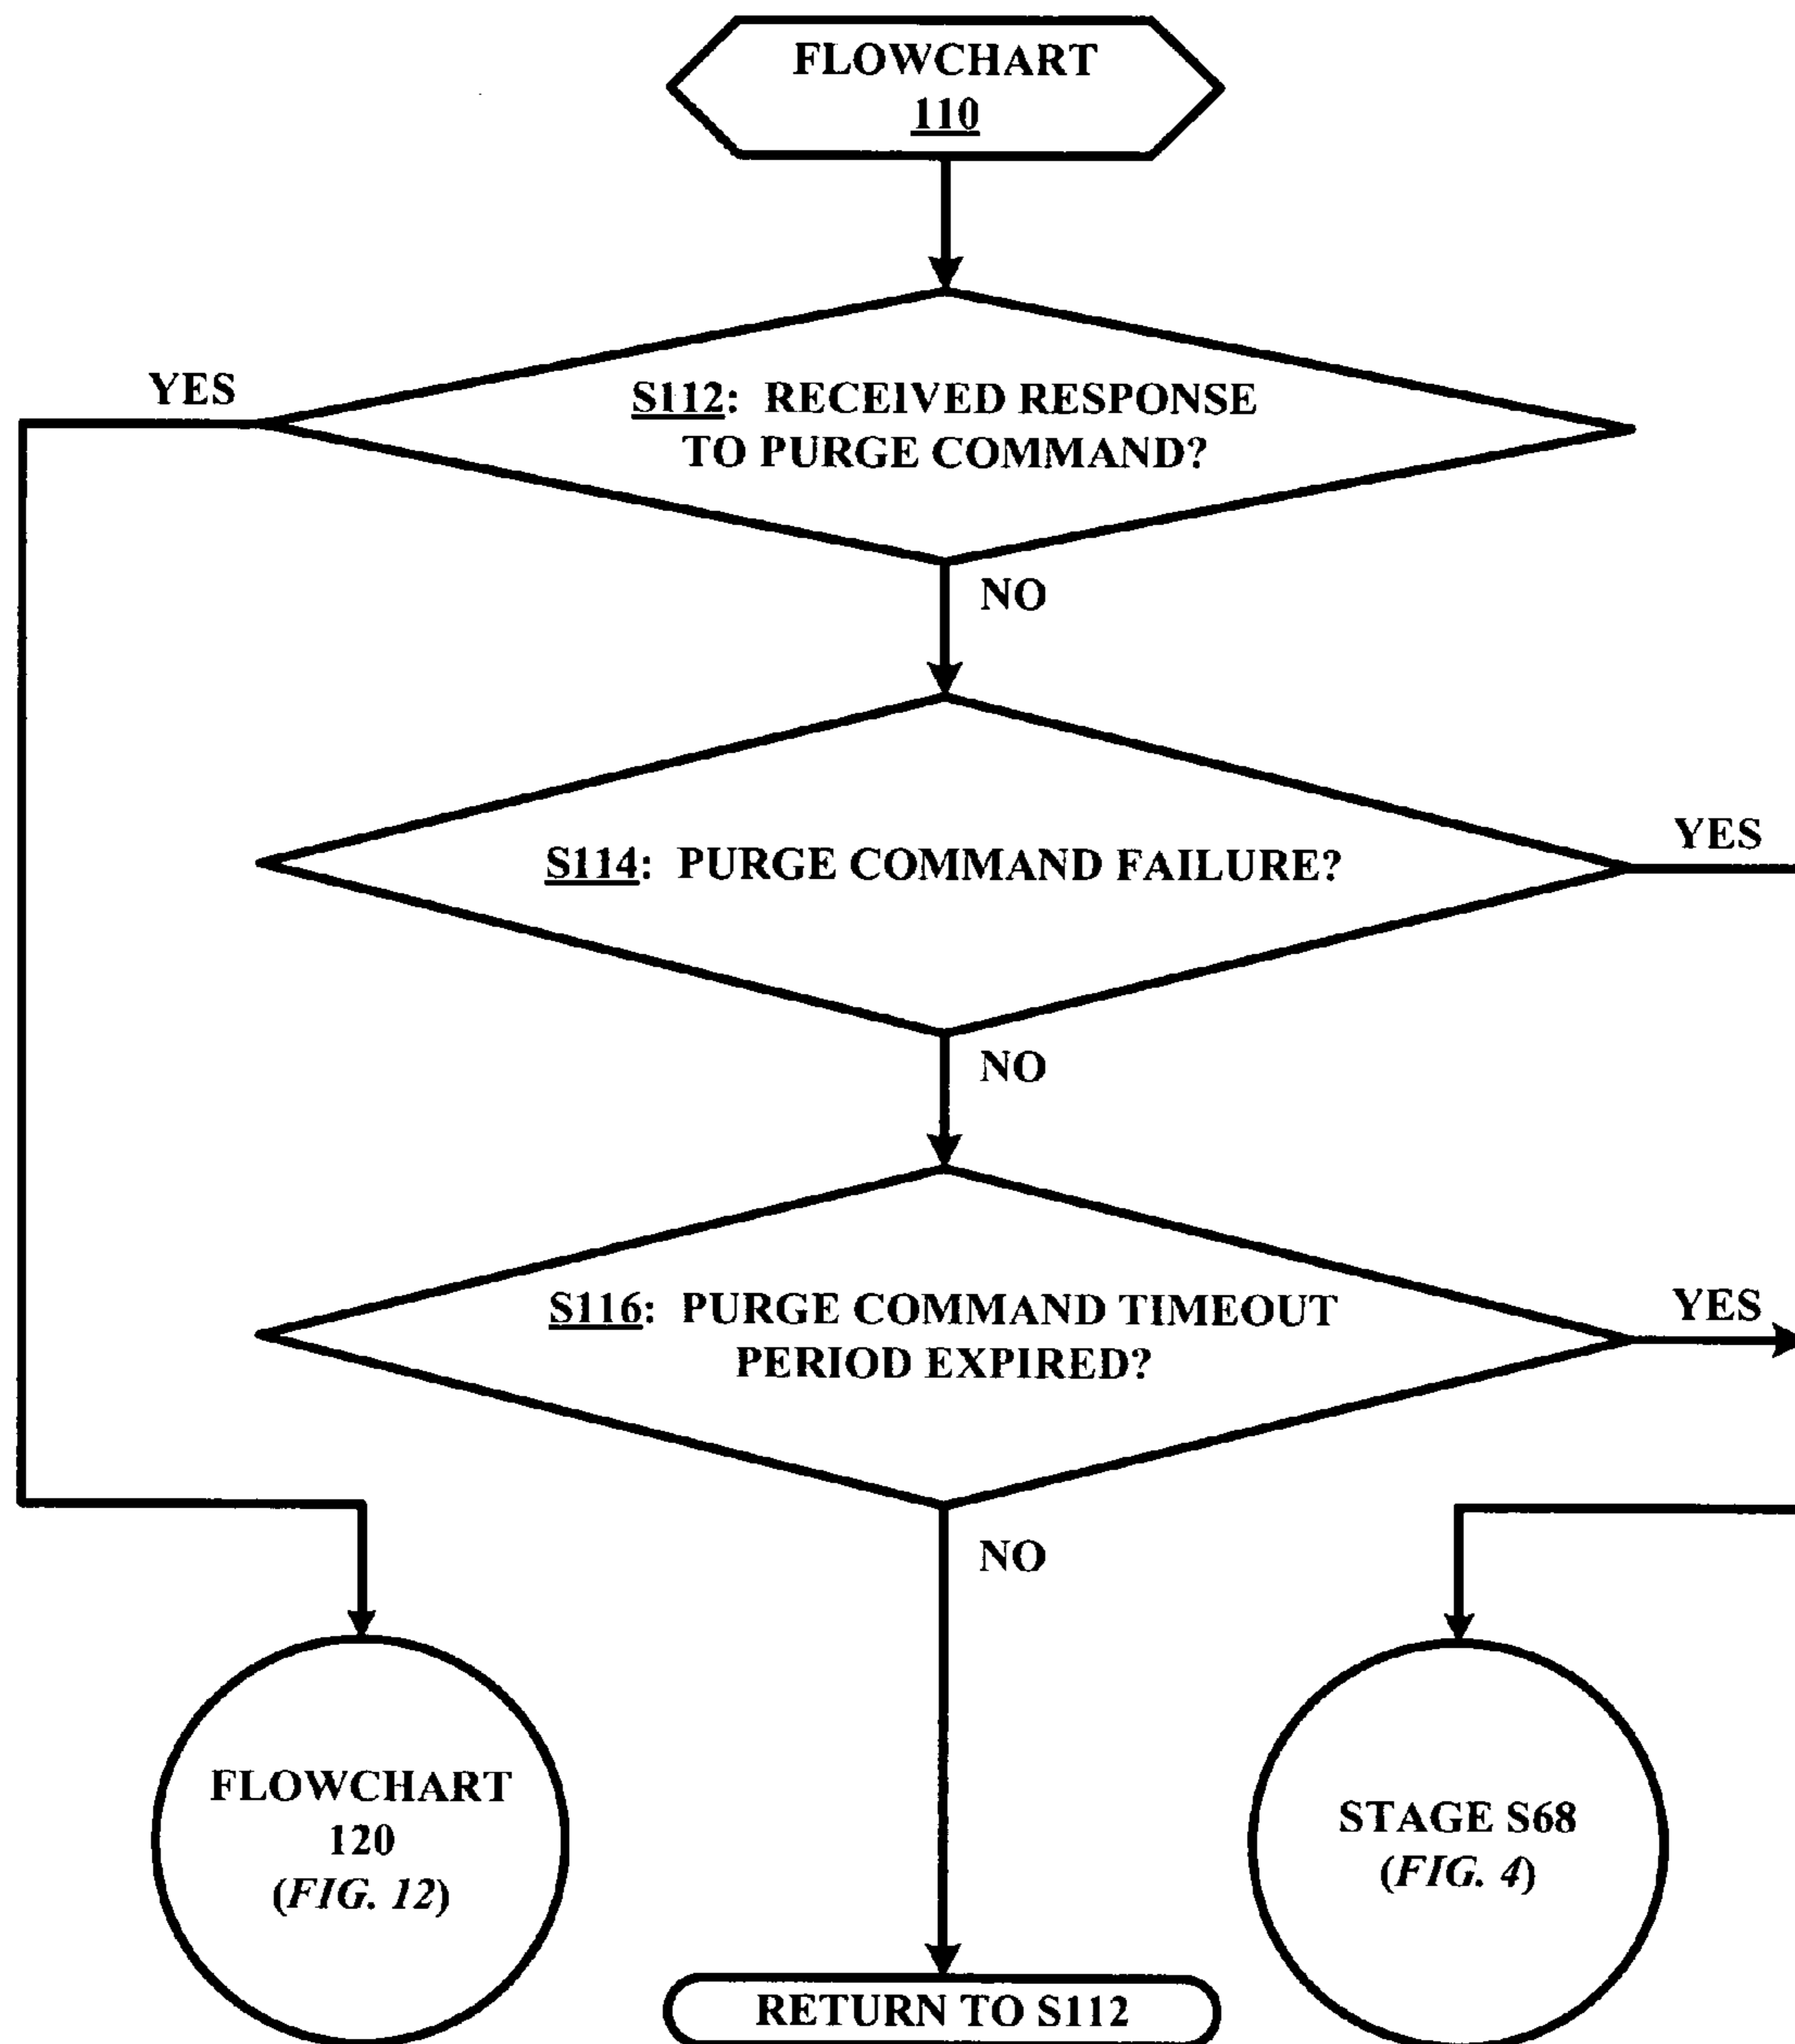 FLOWCHART
110
YES
S112: RECEIVED RESPONSE
TO PURGE COMMAND?
NO
S114: PURGE COMMAND FAILURE?
YES
NO
S116: PURGE COMMAND TIMEOUT
PERIOD EXPIRED?
YES
NO
FLOWCHART
120
(FIG. 12)
STAGE S68
(FIG. 4)
RETURN TO S112